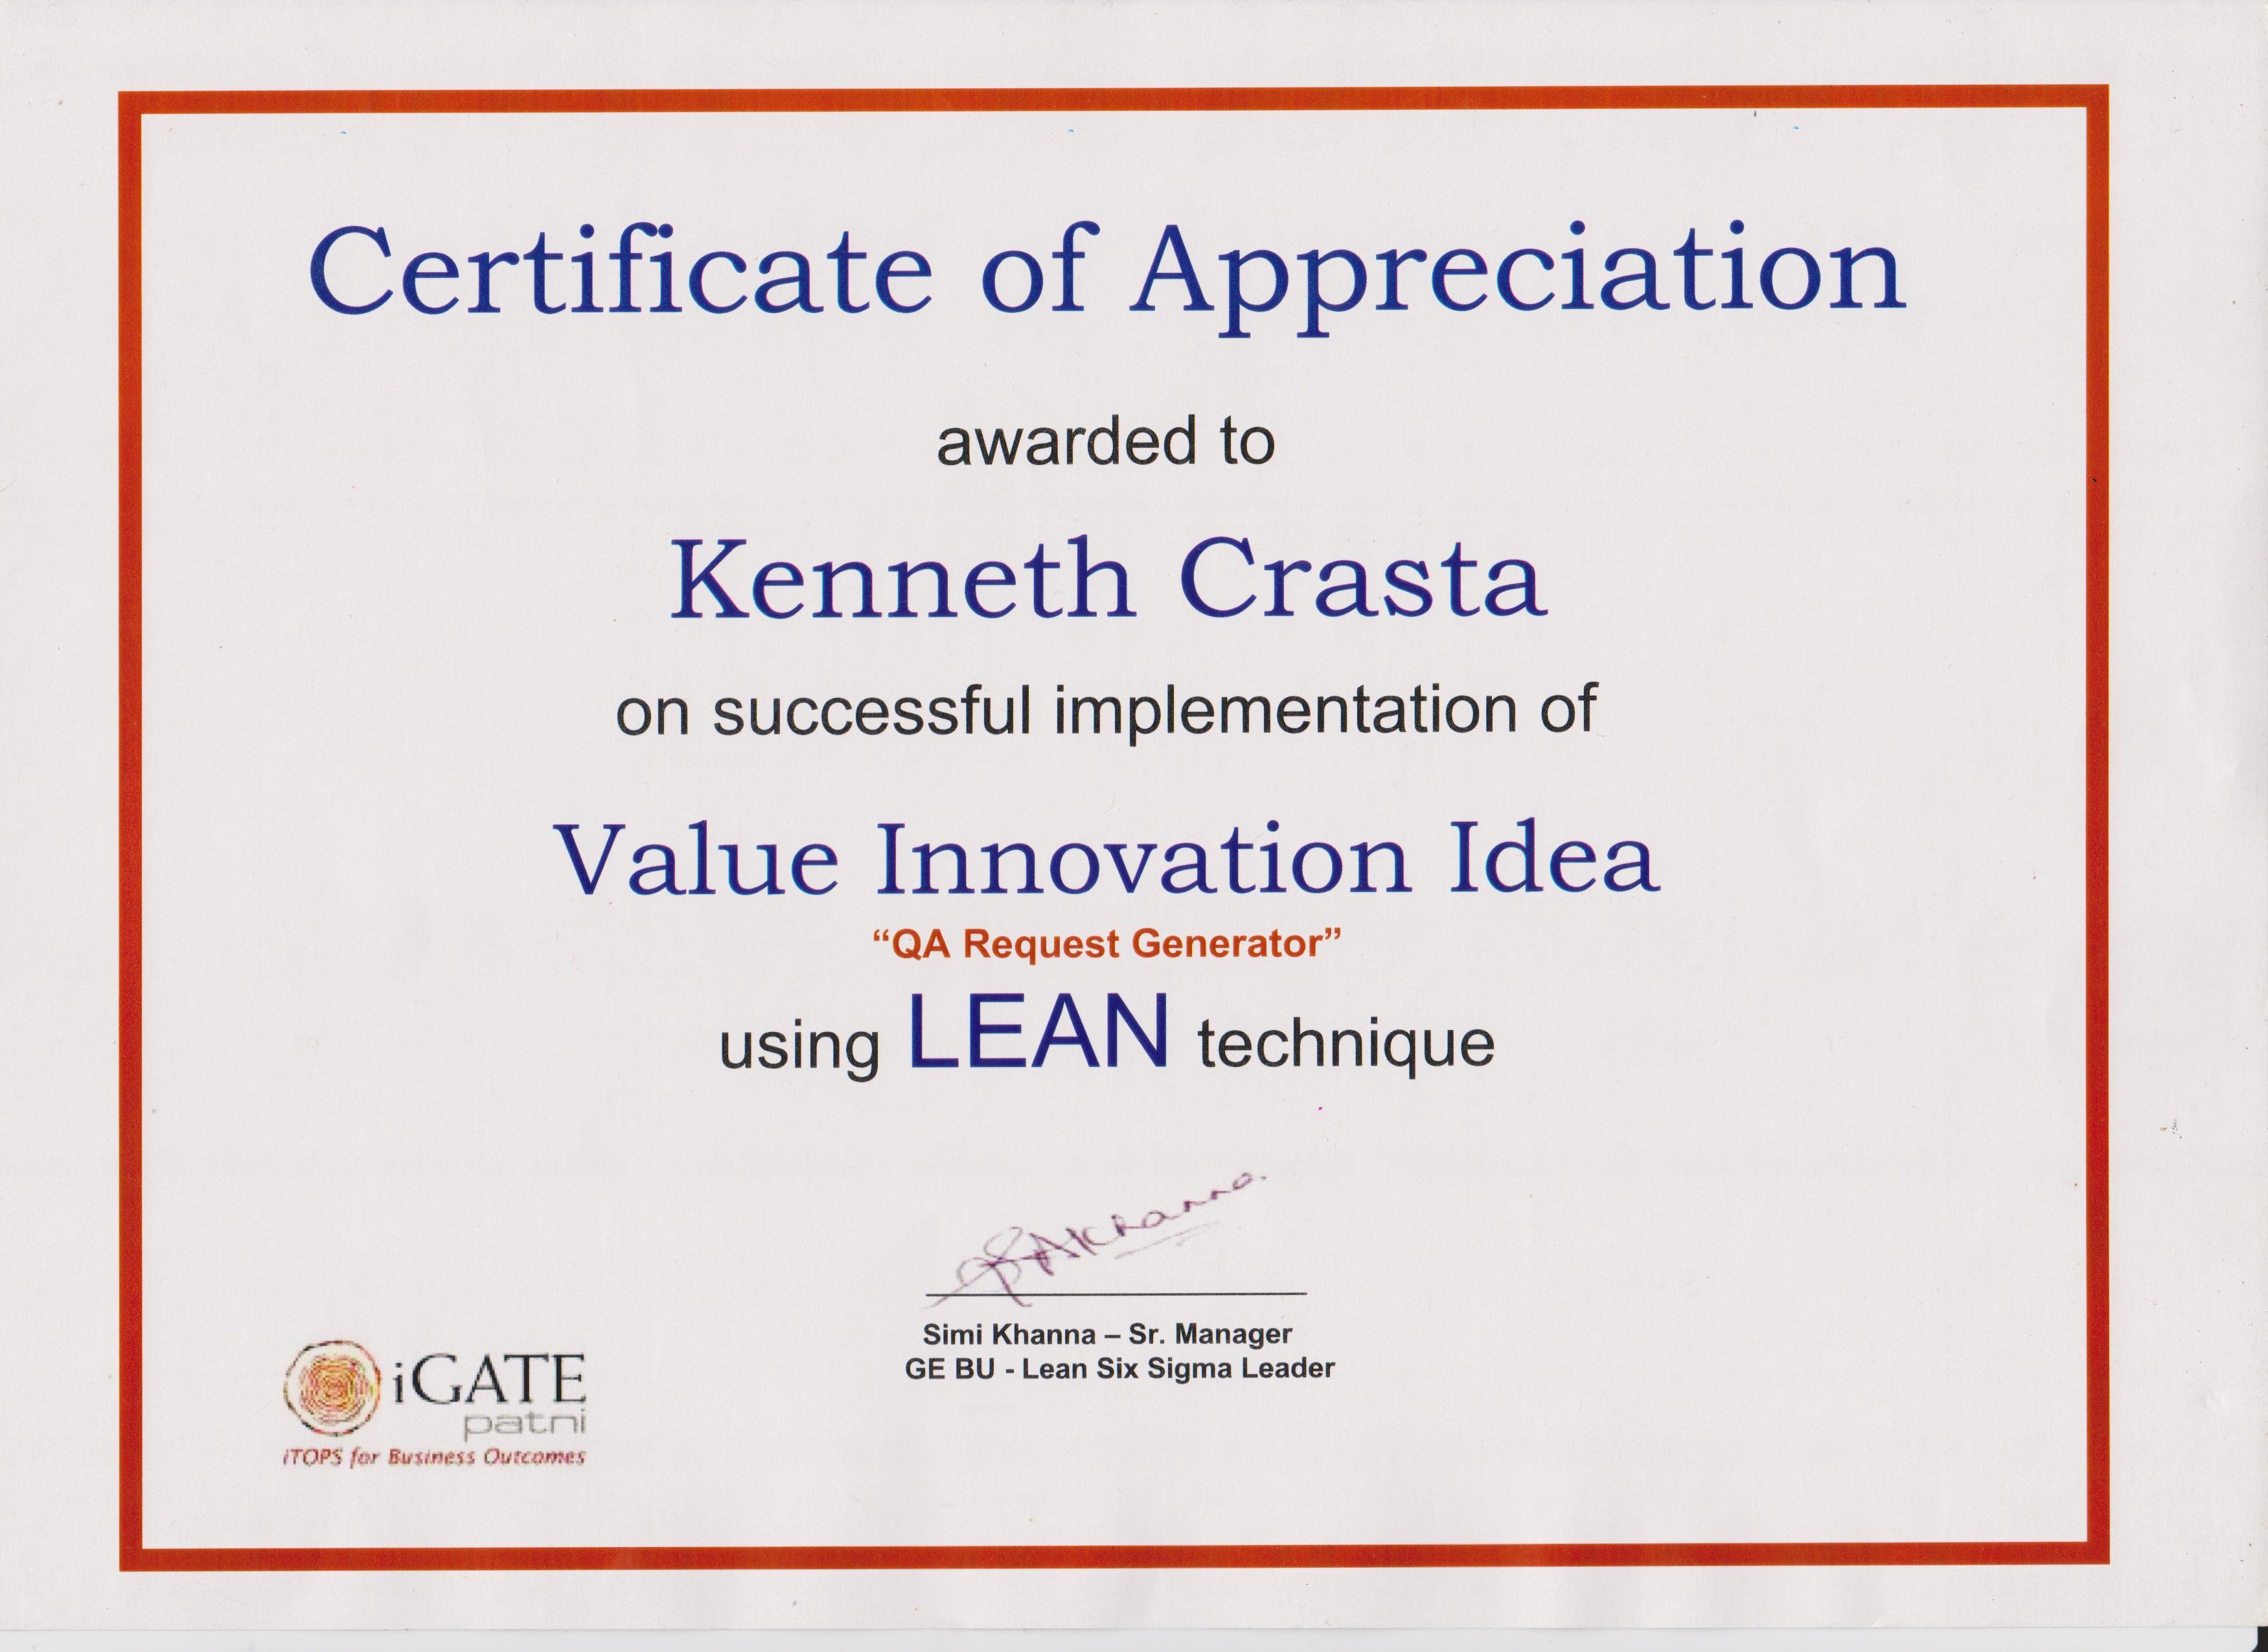 Certificate of Appreciation
awarded to
Kenneth Crasta
on successful implementation of
Value Innovation Idea
“QA Request Generator”
using LEAN technique
SAKhanna
Simi Khanna – Sr. Manager
GE BU - Lean Six Sigma Leader
iGATE
patni
iTOPS for Business Outcomes